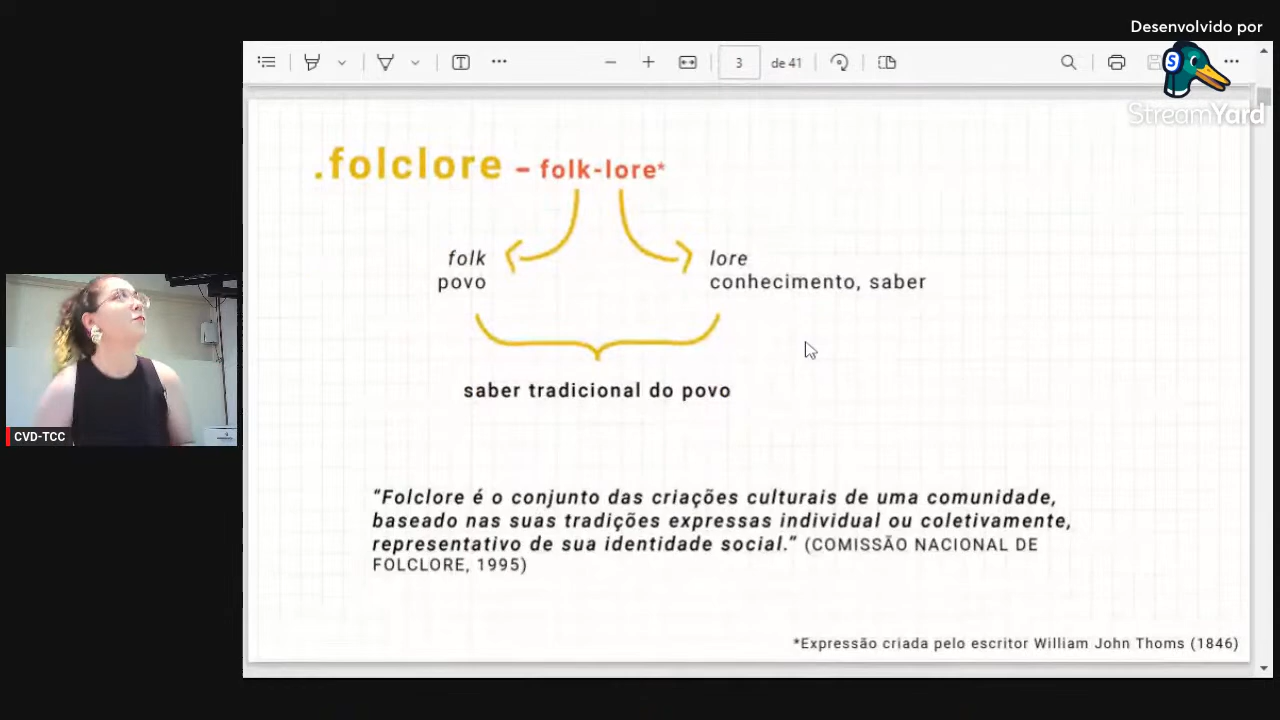 Desenvolvido por
StreamYard
3 de 41
.folclore – folk-lore*
folk
povo
lore
conhecimento, saber
saber tradicional do povo
CVD-TCC
“Folclore é o conjunto das criações culturais de uma comunidade,
baseado nas suas tradições expressas individual ou coletivamente,
representativo de sua identidade social.” (COMISSÃO NACIONAL DE
FOLCLORE, 1995)
*Expressão criada pelo escritor William John Thoms (1846)